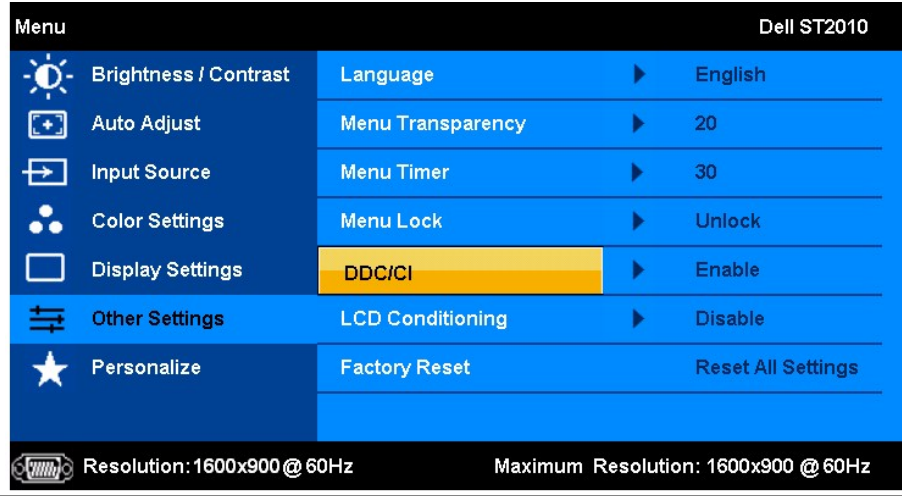 Menu Dell ST2010
Brightness / Contrast Language English
Auto Adjust Menu Transparency 20
Input Source Menu Timer 30
Color Settings Menu Lock Unlock
Display Settings DDC/CI Enable
Other Settings LCD Conditioning Disable
Personalize Factory Reset Reset All Settings
Resolution: 1600x900 @ 60Hz Maximum Resolution: 1600x900 @ 60Hz